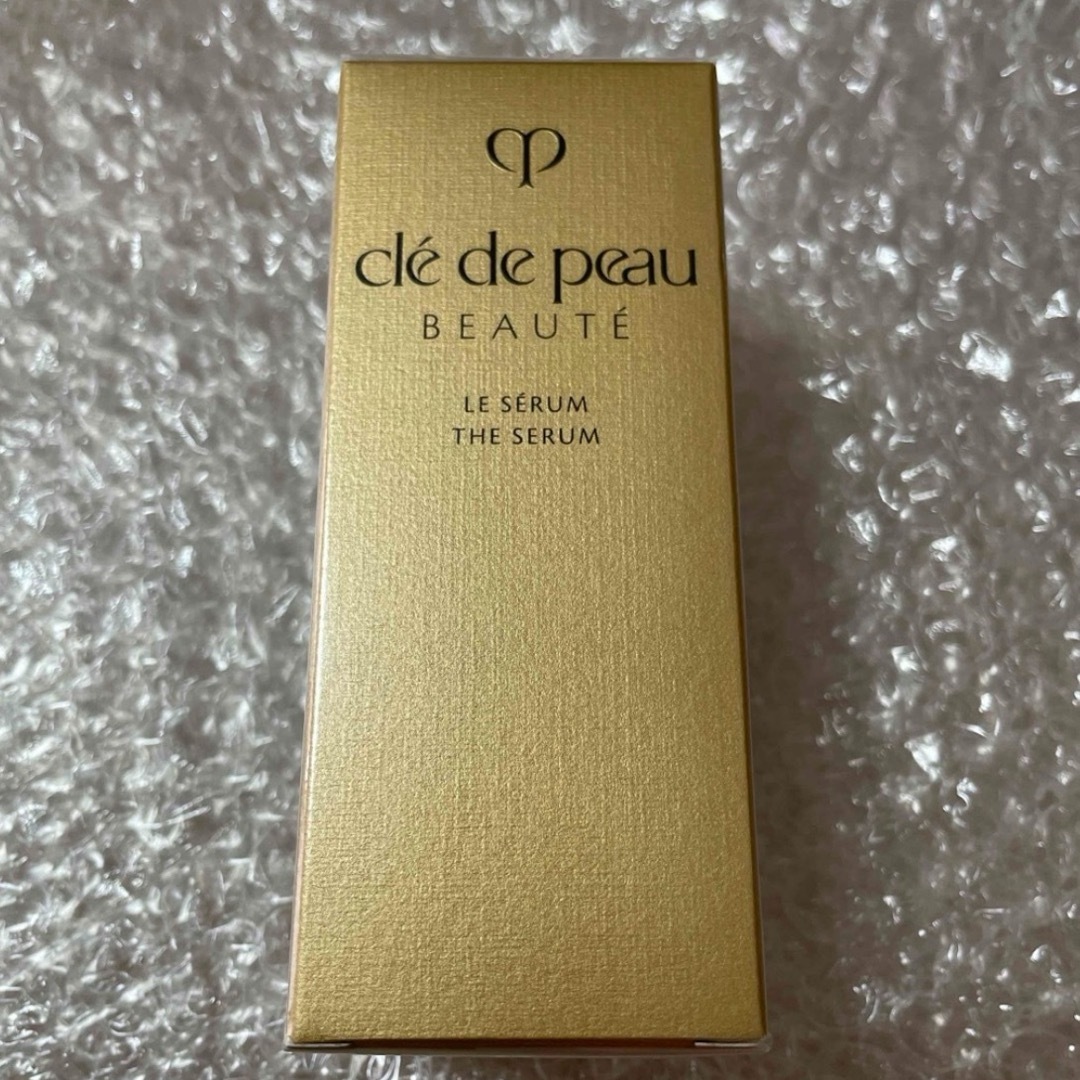 clé de peau
BEAUTÉ
LE SÉRUM
THE SERUM